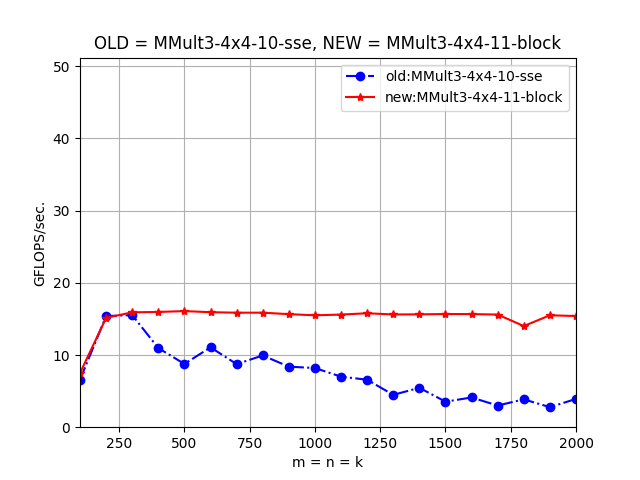 OLD = MMult3-4x4-10-sse, NEW = MMult3-4x4-11-block
old:MMult3-4x4-10-sse
new:MMult3-4x4-11-block
GFLOPS/sec.
50
40
30
20
10
0
250 500 750 1000 1250 1500 1750 2000
m = n = k